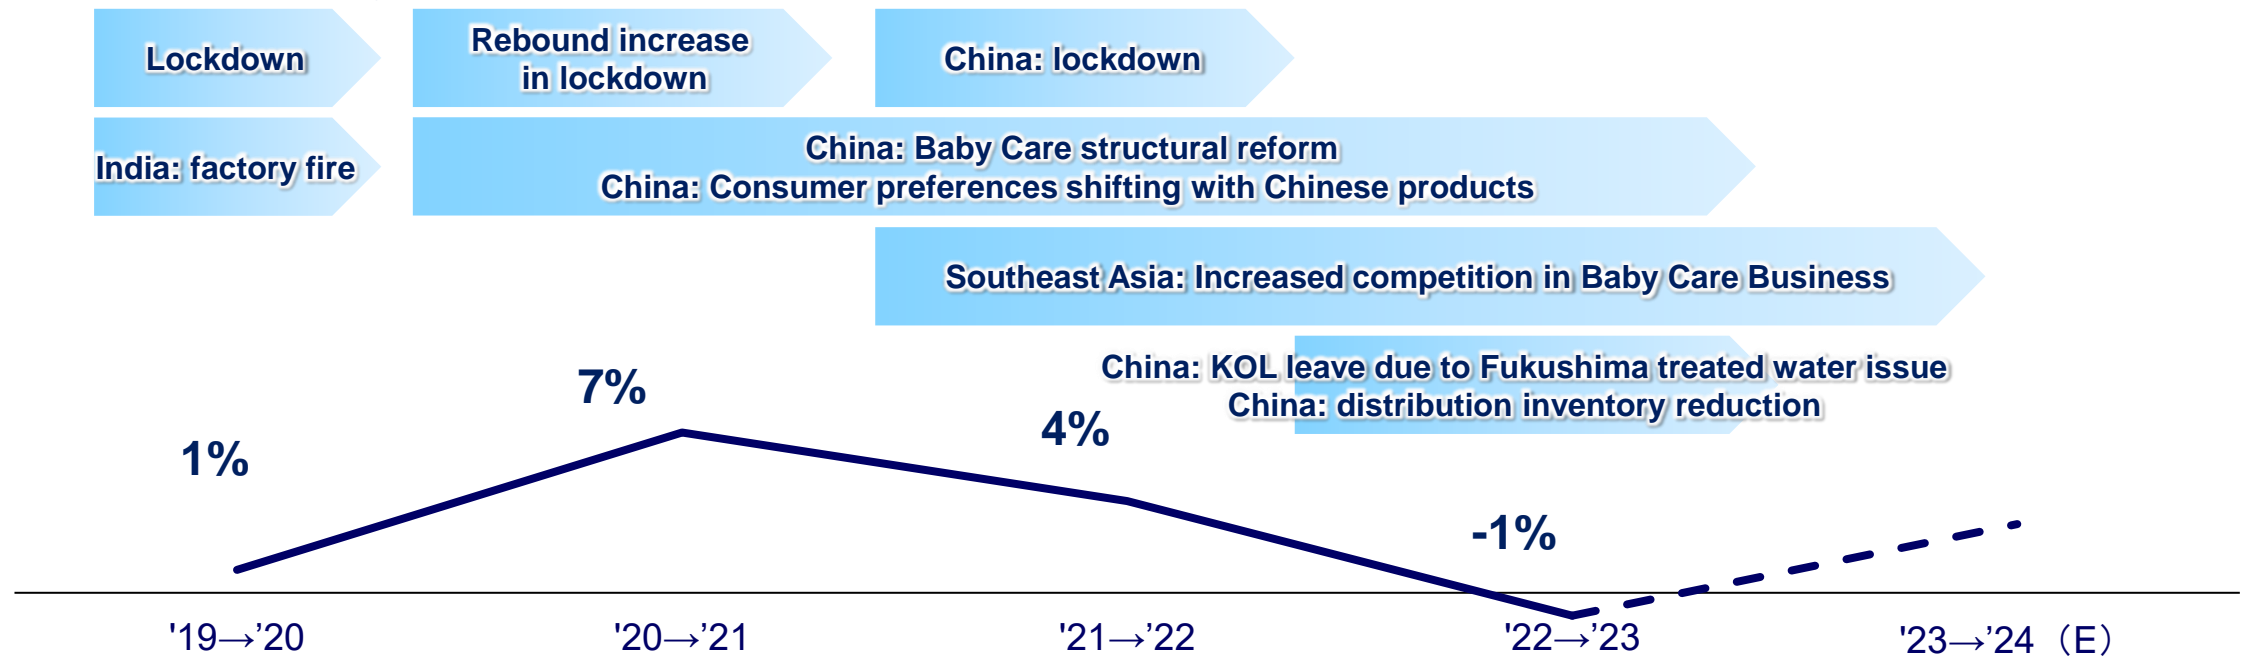 Lockdown
Rebound increase
in lockdown
China: lockdown
India: factory fire
China: Baby Care structural reform
China: Consumer preferences shifting with Chinese products
Southeast Asia: Increased competition in Baby Care Business
China: KOL leave due to Fukushima treated water issue
China: distribution inventory reduction
1%
7%
4%
-1%
'19→’20
'20→’21
'21→’22
'22→’23
'23→’24（E）